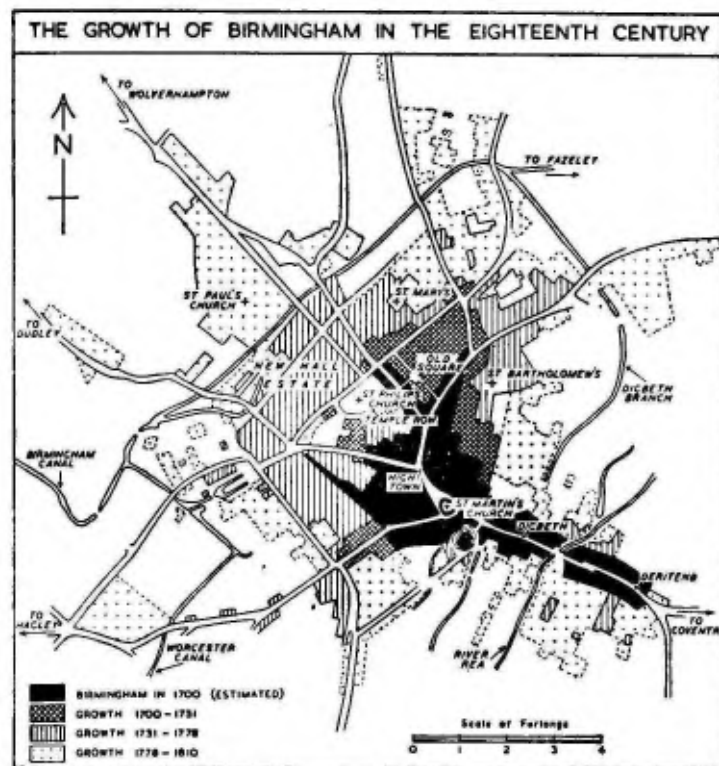 THE GROWTH OF BIRMINGHAM IN THE EIGHTEENTH CENTURY
TO
WOLVERHAMPTON
N
TO FAZELEY
ST PAUL'S
CHURCH
ST MARY'S
TO
DUDLEY
OLD
SQUARE
NEW HALL
ESTATE
ST BARTHOLOMEW'S
ST PHILIP'S
CHURCH
TEMPLE ROW
DIGBETH
BRANCH
BIRMINGHAM
CANAL
HIGH
TOWN
ST MARTIN'S
CHURCH
DIGBETH
DERITEND
TO
HAGLEY
TO
COVENTRY
WORCESTER
CANAL
RIVER
REA
BIRMINGHAM IN 1700 (ESTIMATED)
GROWTH 1700-1731
GROWTH 1731-1778
GROWTH 1778-1810
Scale of Furlongs
0 1 2 3 4